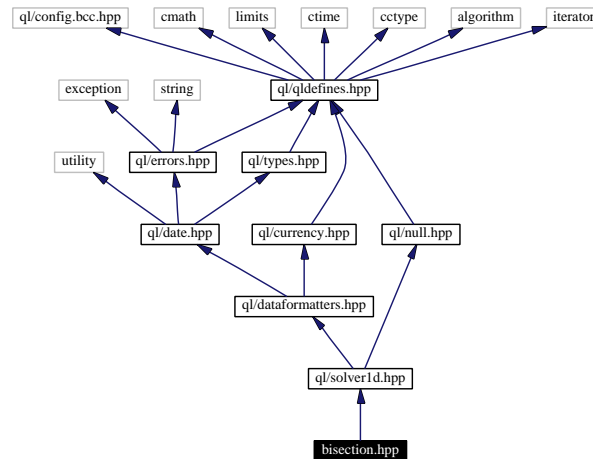 ql/config.bcc.hpp
cmath
limits
ctime
cctype
algorithm
iterator
exception
string
ql/qldefines.hpp
utility
ql/errors.hpp
ql/types.hpp
ql/date.hpp
ql/currency.hpp
ql/null.hpp
ql/dataformatters.hpp
ql/solver1d.hpp
bisection.hpp